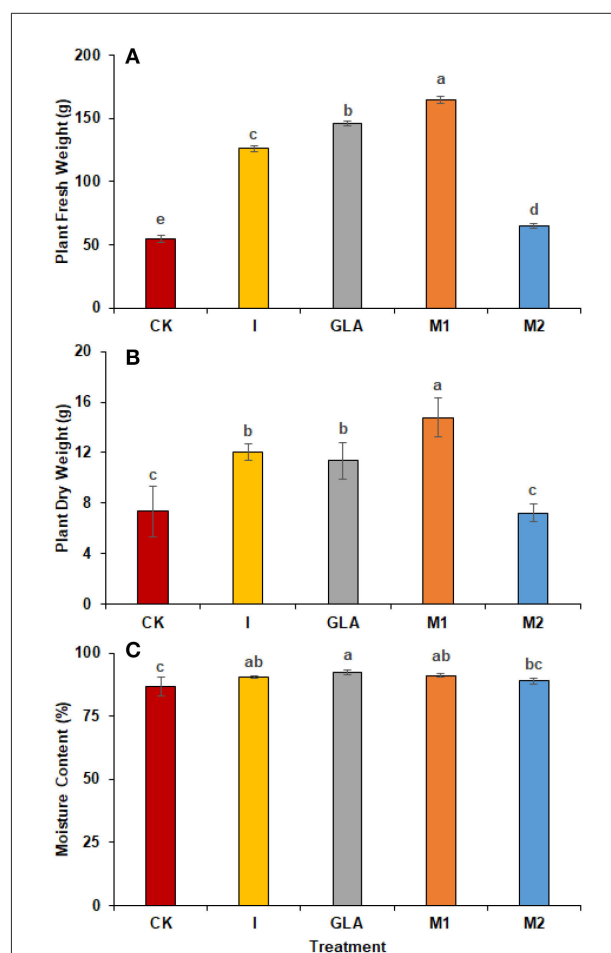 A
Plant Fresh Weight (g)
200
150
100
50
0
e
c
b
a
d
CK I GLA M1 M2
B
Plant Dry Weight (g)
20
16
12
8
4
0
c
b
b
a
c
CK I GLA M1 M2
C
Moisture Content (%)
100
75
50
25
0
c
ab
a
ab
bc
CK I GLA M1 M2
Treatment